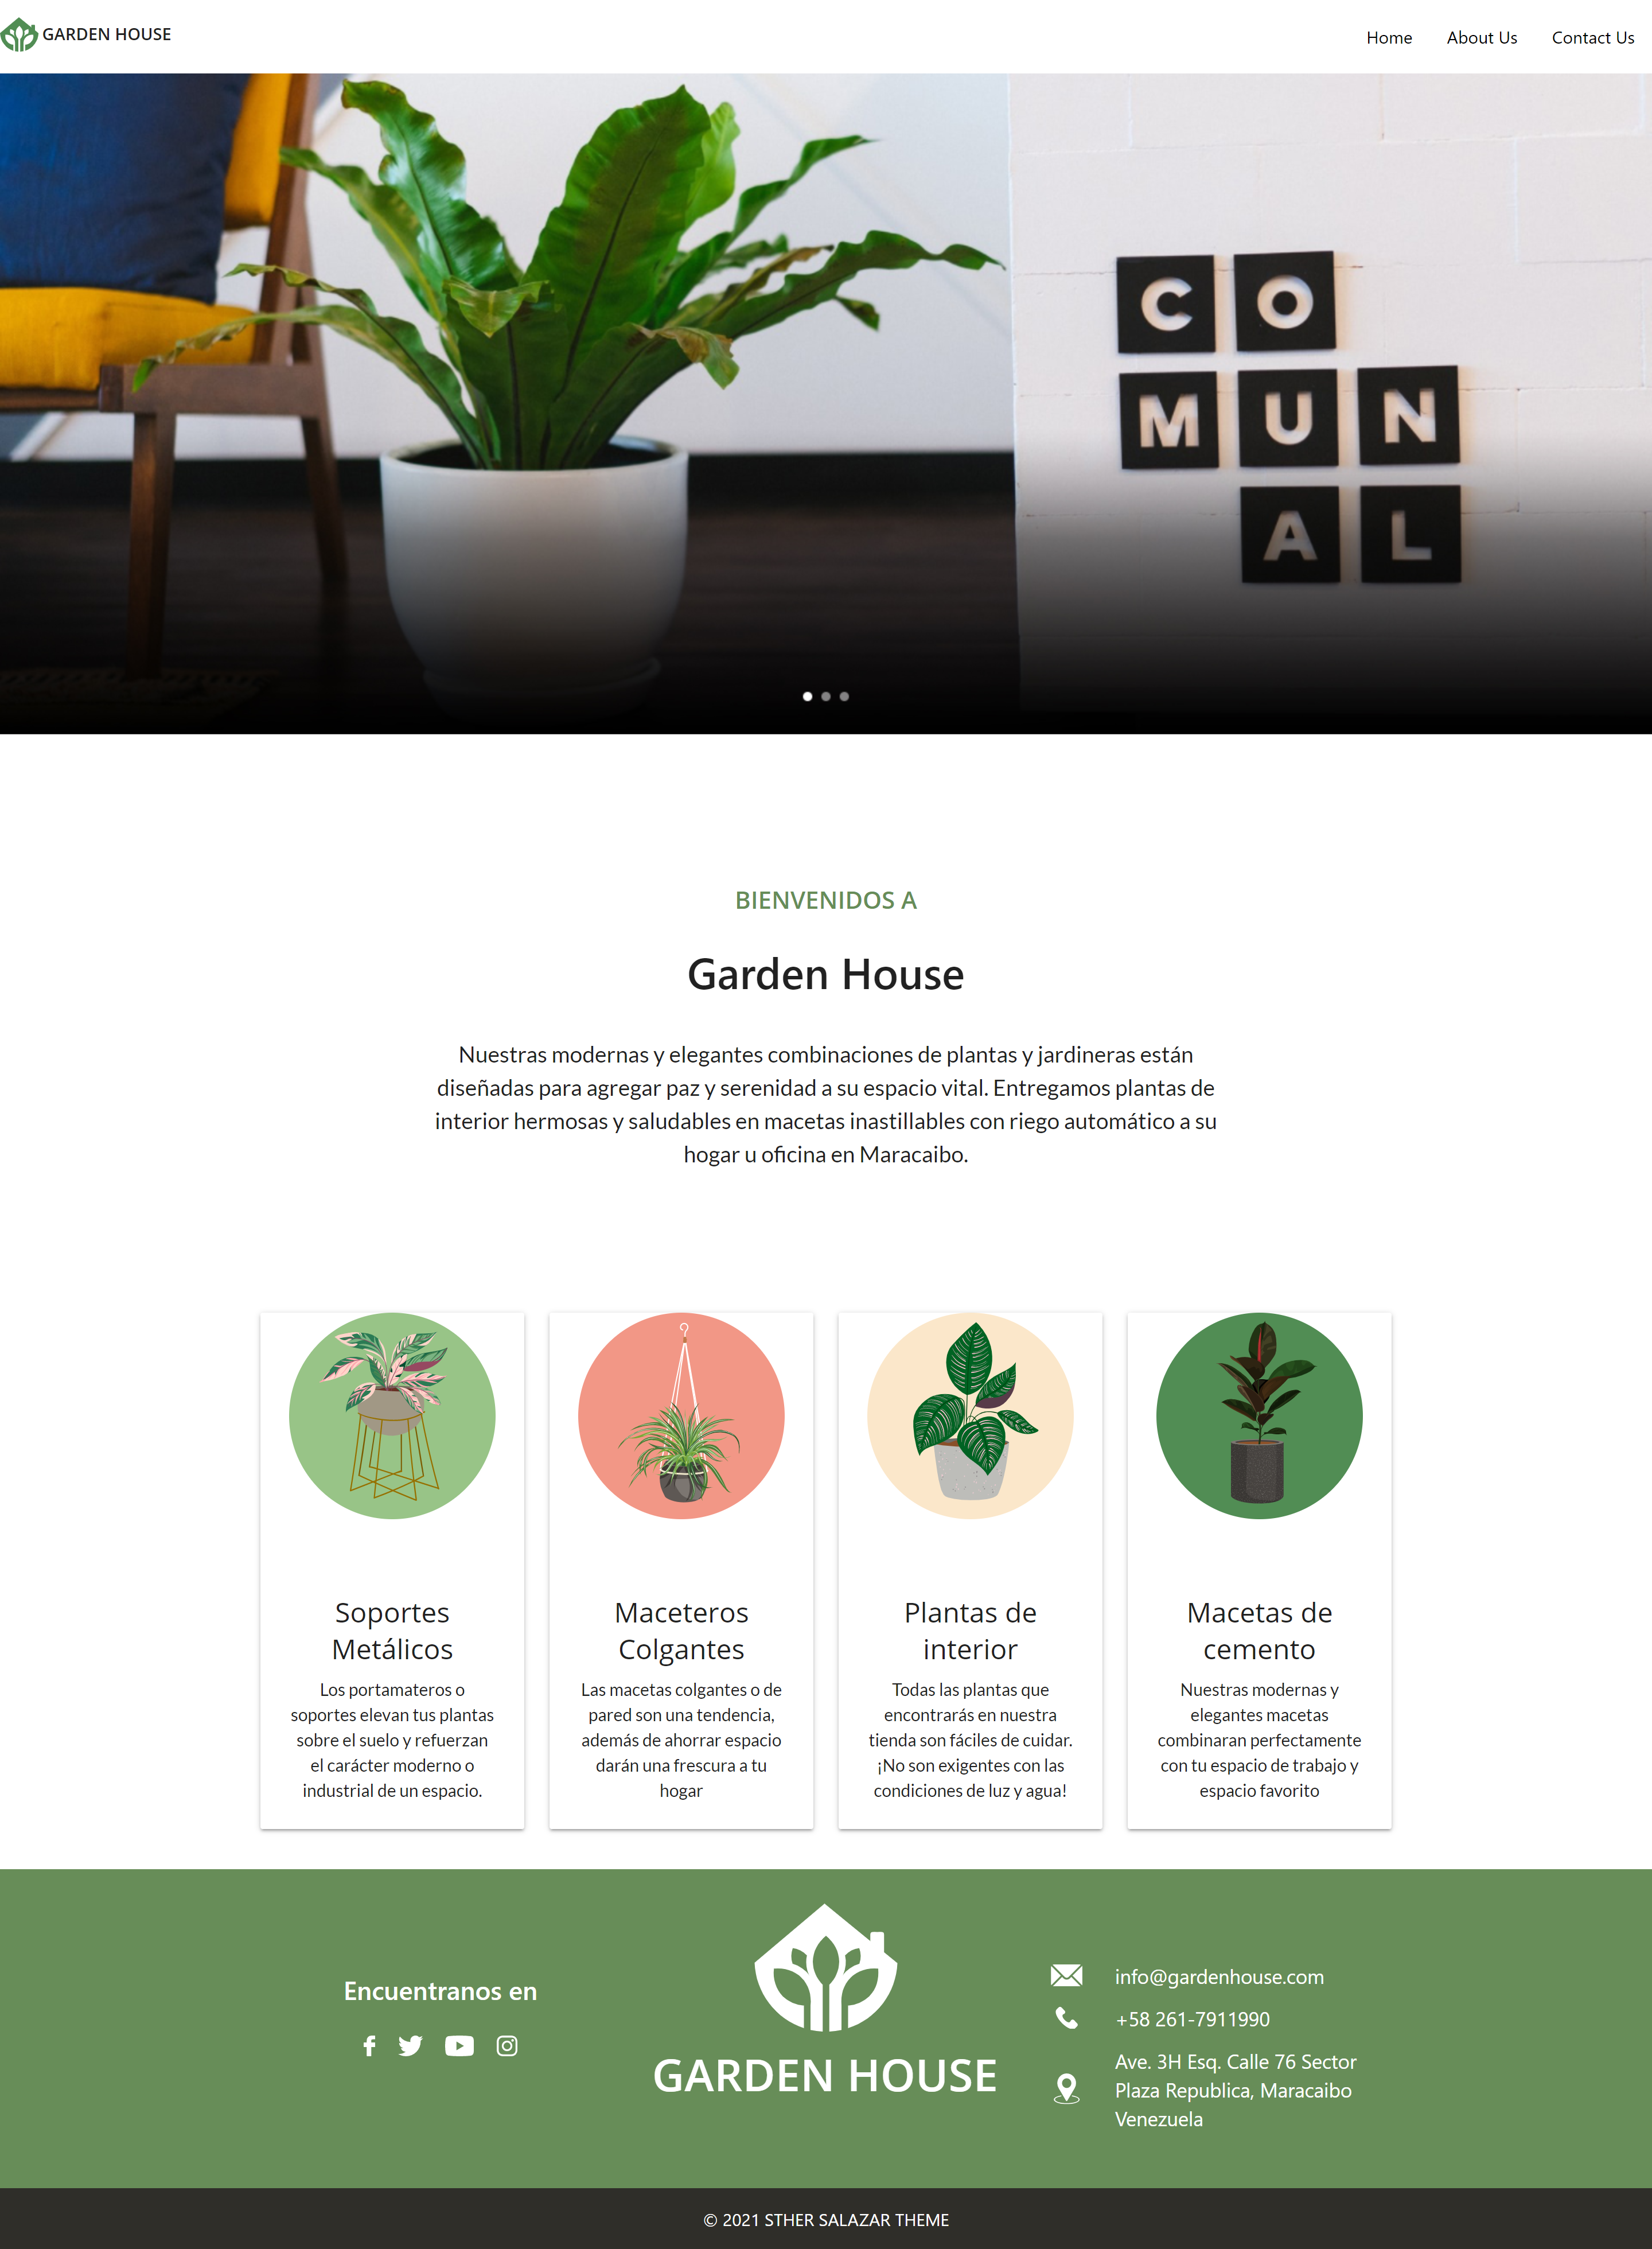 GARDEN HOUSE
Home About Us Contact Us
C O
M U N
A L
BIENVENIDOS A
Garden House
Nuestras modernas y elegantes combinaciones de plantas y jardineras están
diseñadas para agregar paz y serenidad a su espacio vital. Entregamos plantas de
interior hermosas y saludables en macetas inastillables con riego automático a su
hogar u oficina en Maracaibo.
Soportes
Metálicos
Los portamateros o
soportes elevan tus plantas
sobre el suelo y refuerzan
el carácter moderno o
industrial de un espacio.
Maceteros
Colgantes
Las macetas colgantes o de
pared son una tendencia,
además de ahorrar espacio
darán una frescura a tu
hogar
Plantas de
interior
Todas las plantas que
encontrarás en nuestra
tienda son fáciles de cuidar.
¡No son exigentes con las
condiciones de luz y agua!
Macetas de
cemento
Nuestras modernas y
elegantes macetas
combinaran perfectamente
con tu espacio de trabajo y
espacio favorito
Encuentranos en
GARDEN HOUSE
info@gardenhouse.com
+58 261-7911990
Ave. 3H Esq. Calle 76 Sector
Plaza Republica, Maracaibo
Venezuela
© 2021 STHER SALAZAR THEME